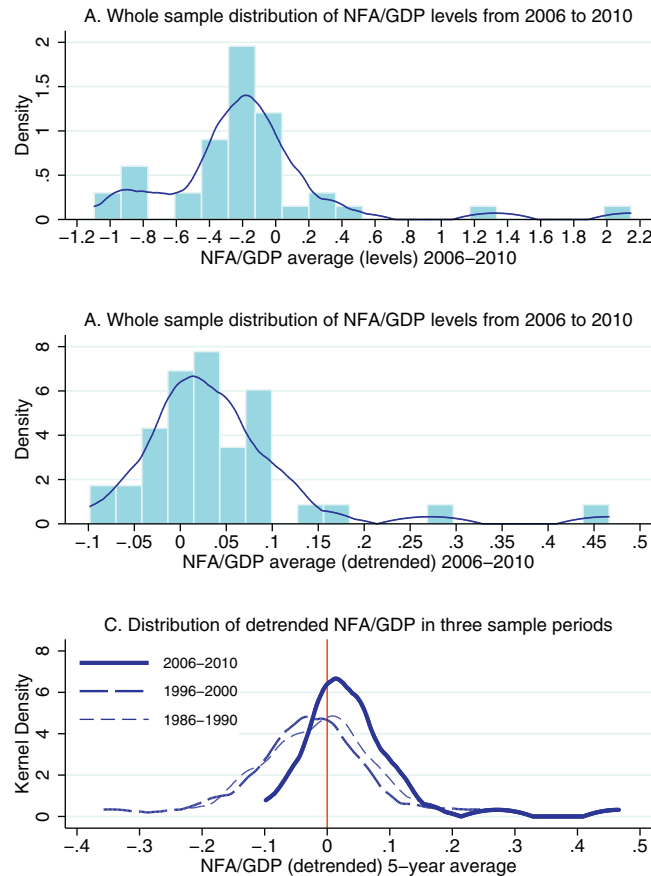 A. Whole sample distribution of NFA/GDP levels from 2006 to 2010
Density
2
1.5
1
.5
0
−1.2 −1 −.8 −.6 −.4 −.2 0 .2 .4 .6 .8 1 1.2 1.4 1.6 1.8 2 2.2
NFA/GDP average (levels) 2006−2010
A. Whole sample distribution of NFA/GDP levels from 2006 to 2010
Density
8
6
4
2
0
−.1 −.05 0 .05 .1 .15 .2 .25 .3 .35 .4 .45 .5
NFA/GDP average (detrended) 2006−2010
C. Distribution of detrended NFA/GDP in three sample periods
Kernel Density
8
6
4
2
0
2006−2010
1996−2000
1986−1990
−.4 −.3 −.2 −.1 0 .1 .2 .3 .4 .5
NFA/GDP (detrended) 5−year average